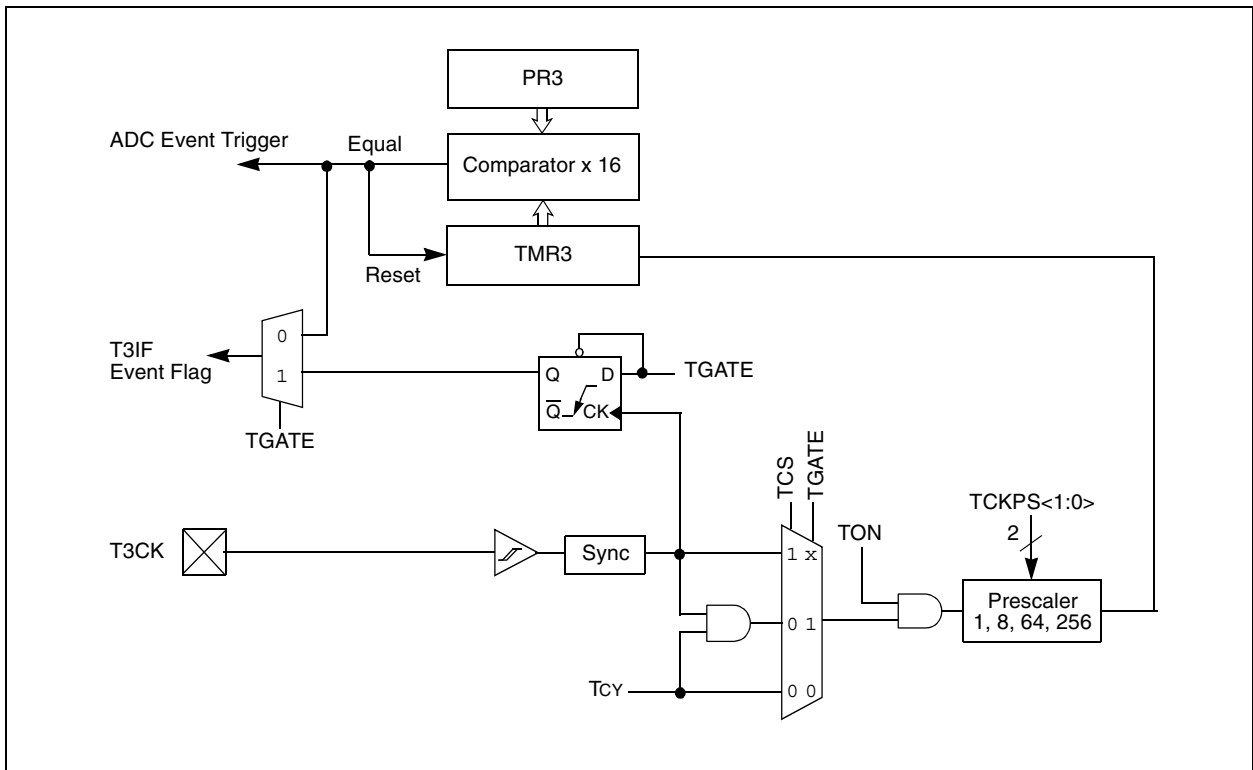 PR3
ADC Event Trigger
Equal
Comparator x 16
TMR3
Reset
0
T3IF
Event Flag
1
TGATE
Q D
Q CK
TGATE
TCS
TGATE
TCKPS<1:0>
2
TON
T3CK
Sync
1 x
Prescaler
1, 8, 64, 256
0 1
TCY
0 0